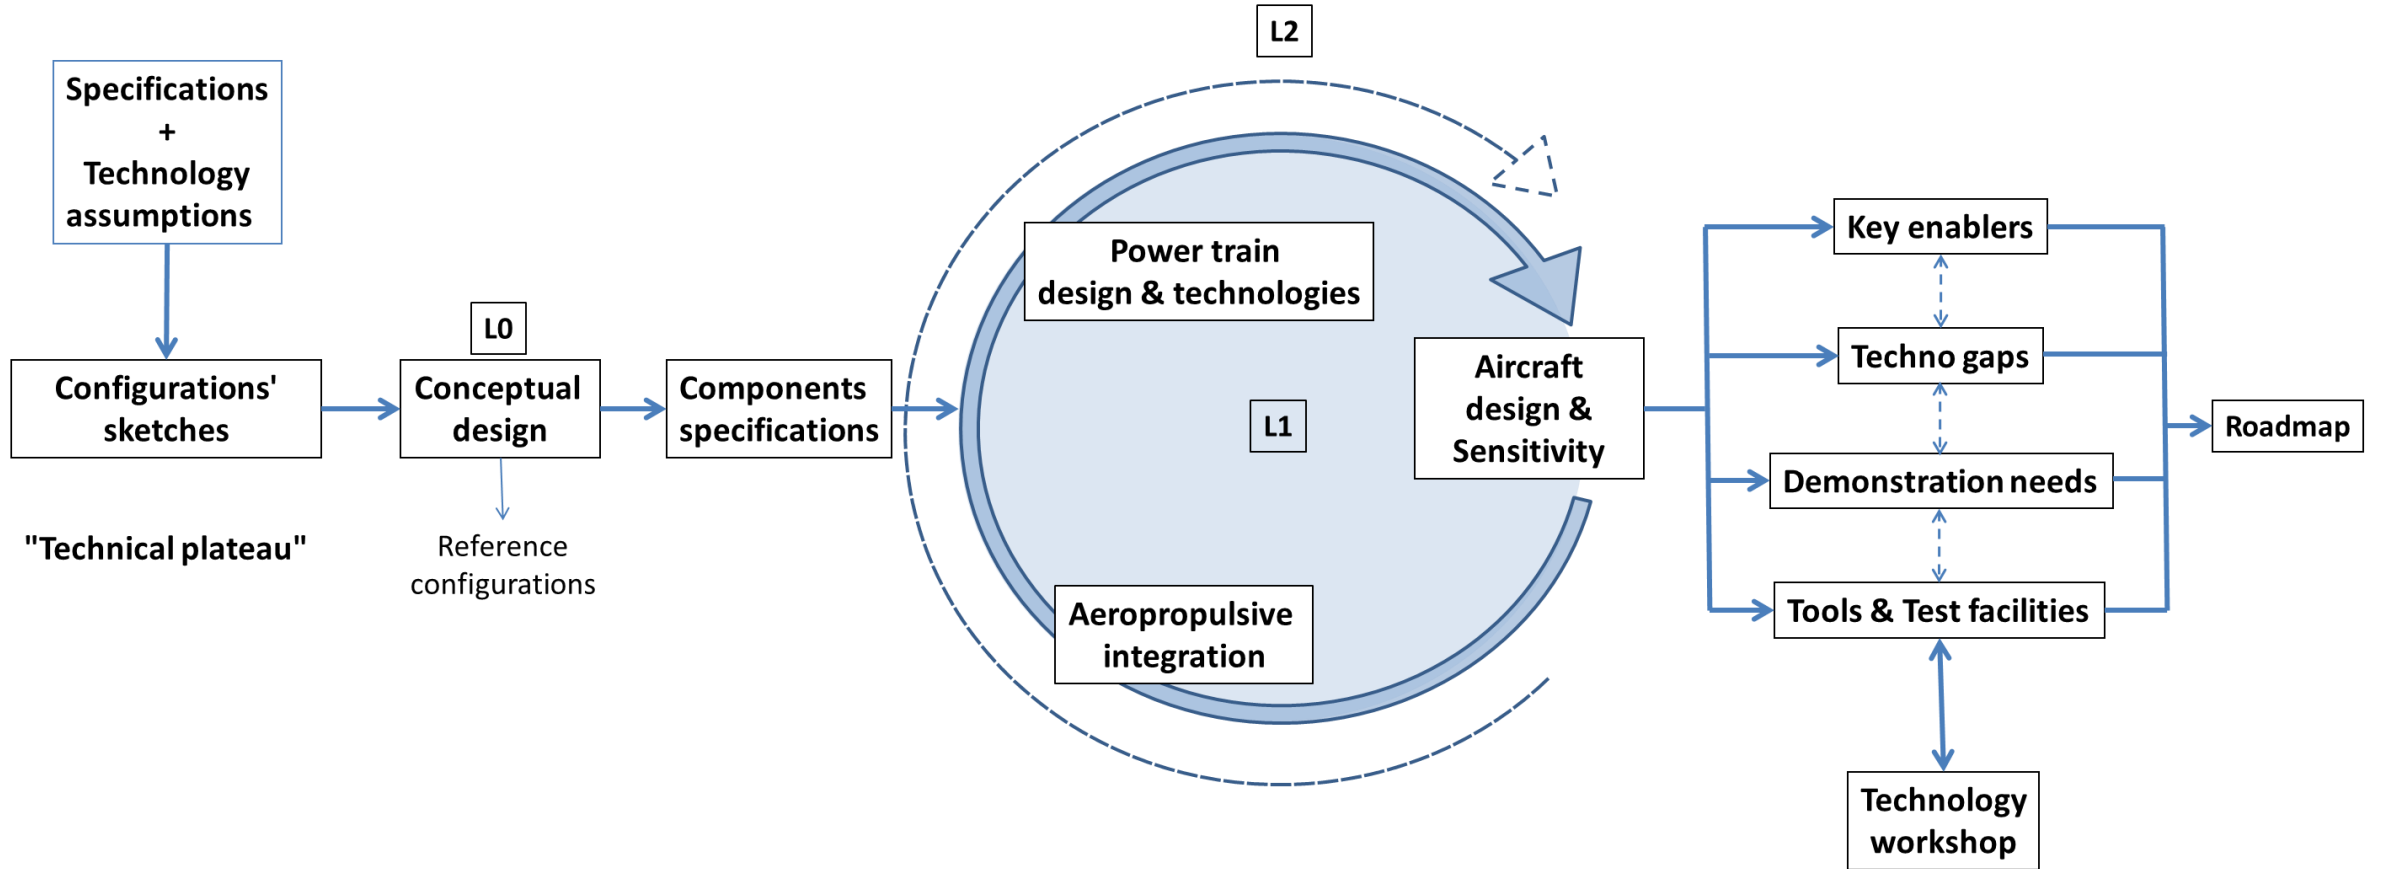 Specifications
+
Technology
assumptions
Configurations'
sketches
"Technical plateau"
L0
Conceptual
design
Reference
configurations
Components
specifications
L2
Power train
design & technologies
L1
Aircraft
design &
Sensitivity
Aeropropulsive
integration
Key enablers
Techno gaps
Demonstration needs
Tools & Test facilities
Technology
workshop
Roadmap